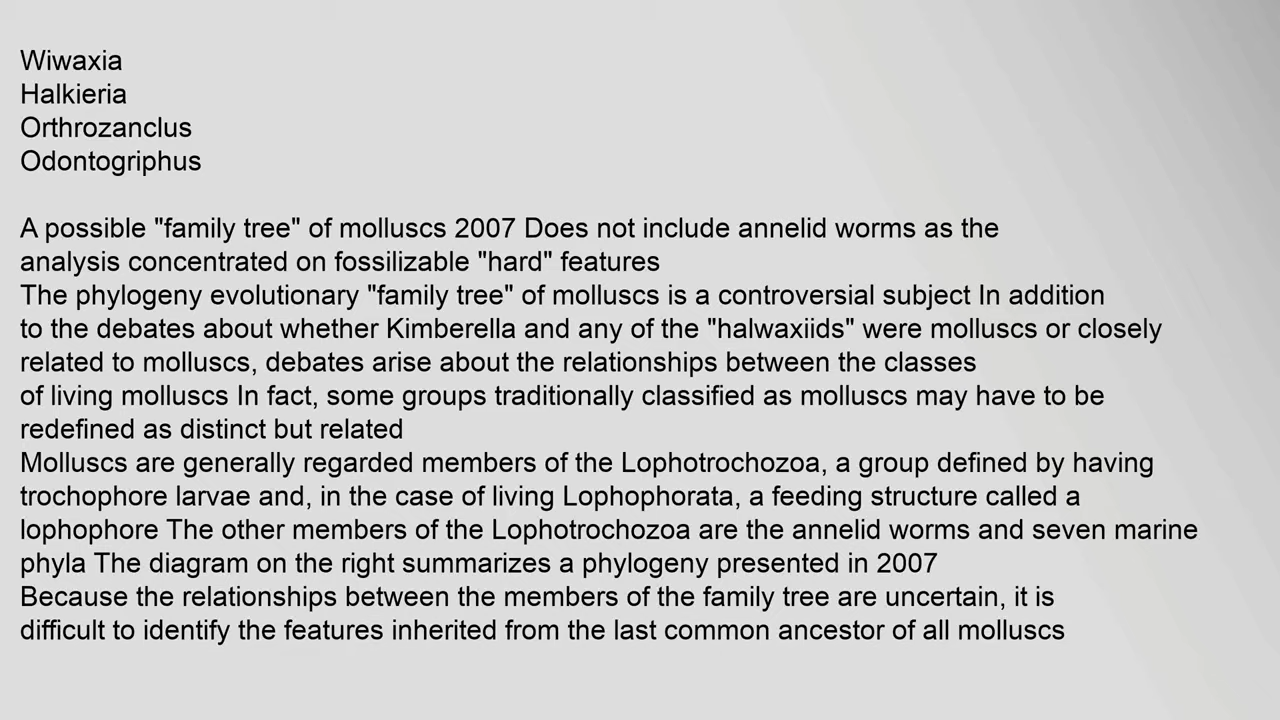 Wiwaxia
Halkieria
Orthrozanclus
Odontogriphus
A possible "family tree" of molluscs 2007 Does not include annelid worms as the
analysis concentrated on fossilizable "hard" features
The phylogeny evolutionary "family tree" of molluscs is a controversial subject In addition
to the debates about whether Kimberella and any of the "halwaxiids" were molluscs or closely
related to molluscs, debates arise about the relationships between the classes
of living molluscs In fact, some groups traditionally classified as molluscs may have to be
redefined as distinct but related
Molluscs are generally regarded members of the Lophotrochozoa, a group defined by having
trochophore larvae and, in the case of living Lophophorata, a feeding structure called a
lophophore The other members of the Lophotrochozoa are the annelid worms and seven marine
phyla The diagram on the right summarizes a phylogeny presented in 2007
Because the relationships between the members of the family tree are uncertain, it is
difficult to identify the features inherited from the last common ancestor of all molluscs